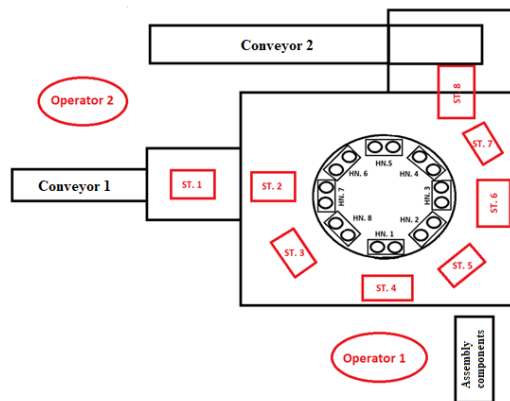 Conveyor 2
ST. 8
Operator 2
ST. 7
HN.5
HN. 6
HN. 4
Conveyor 1
ST. 1
ST. 2
HN. 7
HN. 3
ST. 6
HN. 8
HN. 2
HN. 1
ST. 3
ST. 5
ST. 4
Operator 1
Assembly
components